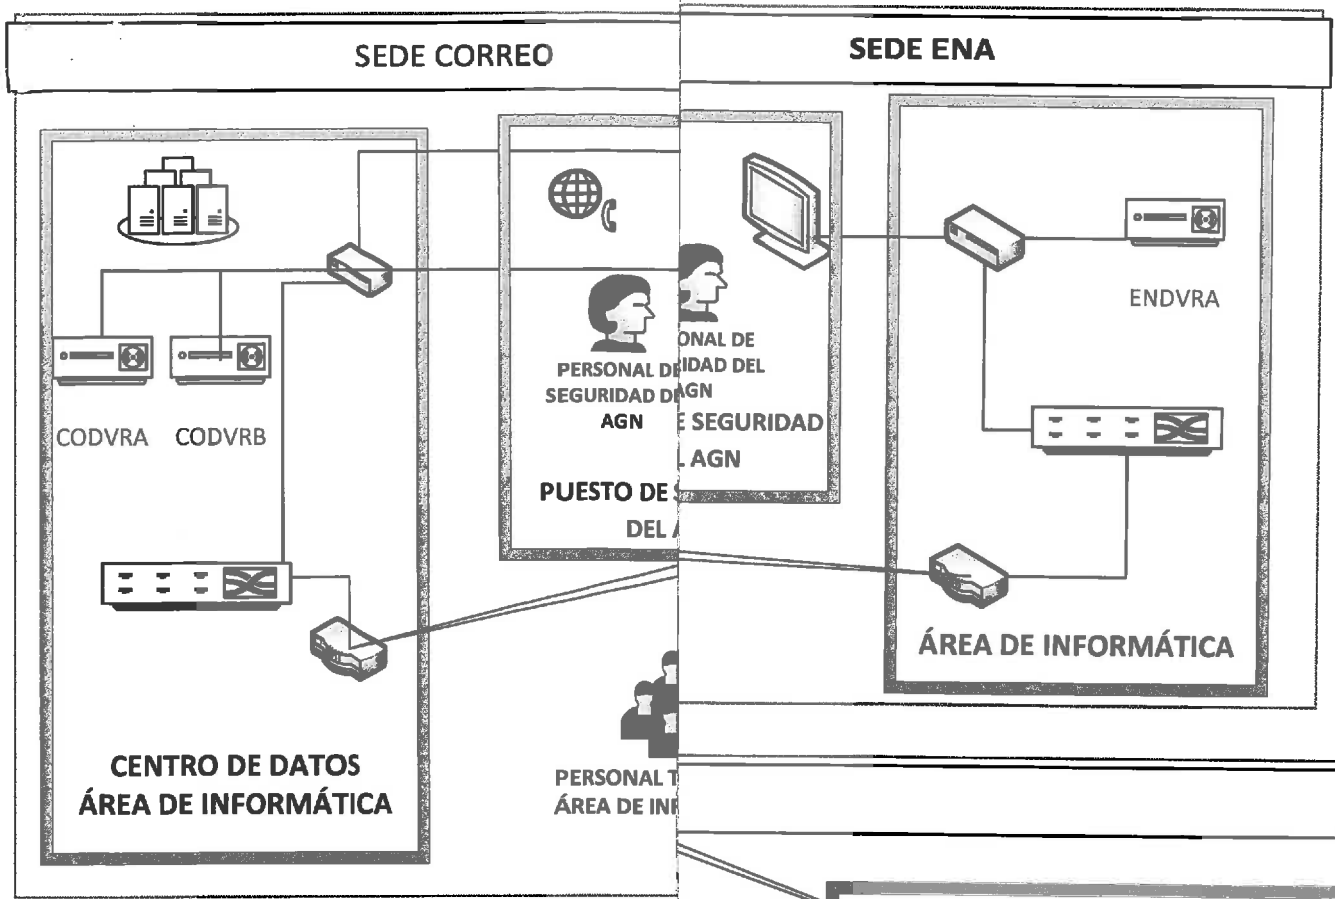 SEDE CORREO
CODVRA
CODVRB
CENTRO DE DATOS
ÁREA DE INFORMÁTICA
PERSONAL DE
SEGURIDAD DE
AGN
PUESTO DE
DEL
PERSONAL T
ÁREA DE INF
SEDE ENA
ONAL DE
RIDAD DEL
AGN
E SEGURIDAD
L AGN
ENDVRA
ÁREA DE INFORMÁTICA